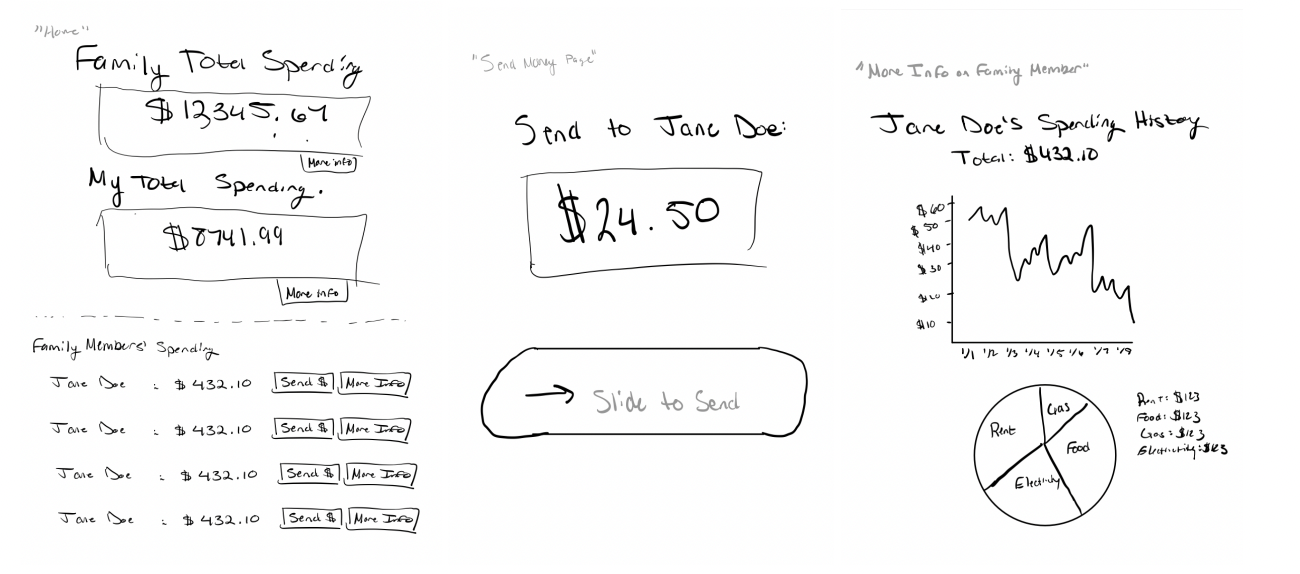 "Home"
Family Total Spending
$12,345.67
More info
My Total Spending.
$8741.99
More info
Family Members' Spending
Jane Doe : $432.10 Send $ More Info
Jane Doe : $432.10 Send $ More Info
Jane Doe : $432.10 Send $ More Info
Jane Doe : $432.10 Send $ More Info
"Send Money Page"
Send to Jane Doe:
$24.50
→ Slide to Send
"More Info on Family Member"
Jane Doe's Spending History
Total: $432.10
$60
$50
$40
$30
$20
$10
1/1 1/2 1/3 1/4 1/5 1/6 1/7 1/8
Gas
Rent
Food
Electricity
Rent: $123
Food: $123
Gas: $123
Electricity: $123